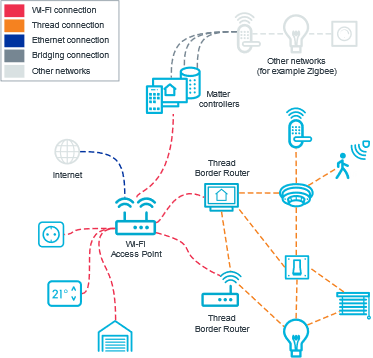 Wi-Fi connection
Thread connection
Ethernet connection
Bridging connection
Other networks
Other networks
(for example Zigbee)
Matter
controllers
Internet
Thread
Border Router
Wi-Fi
Access Point
21°
Thread
Border Router